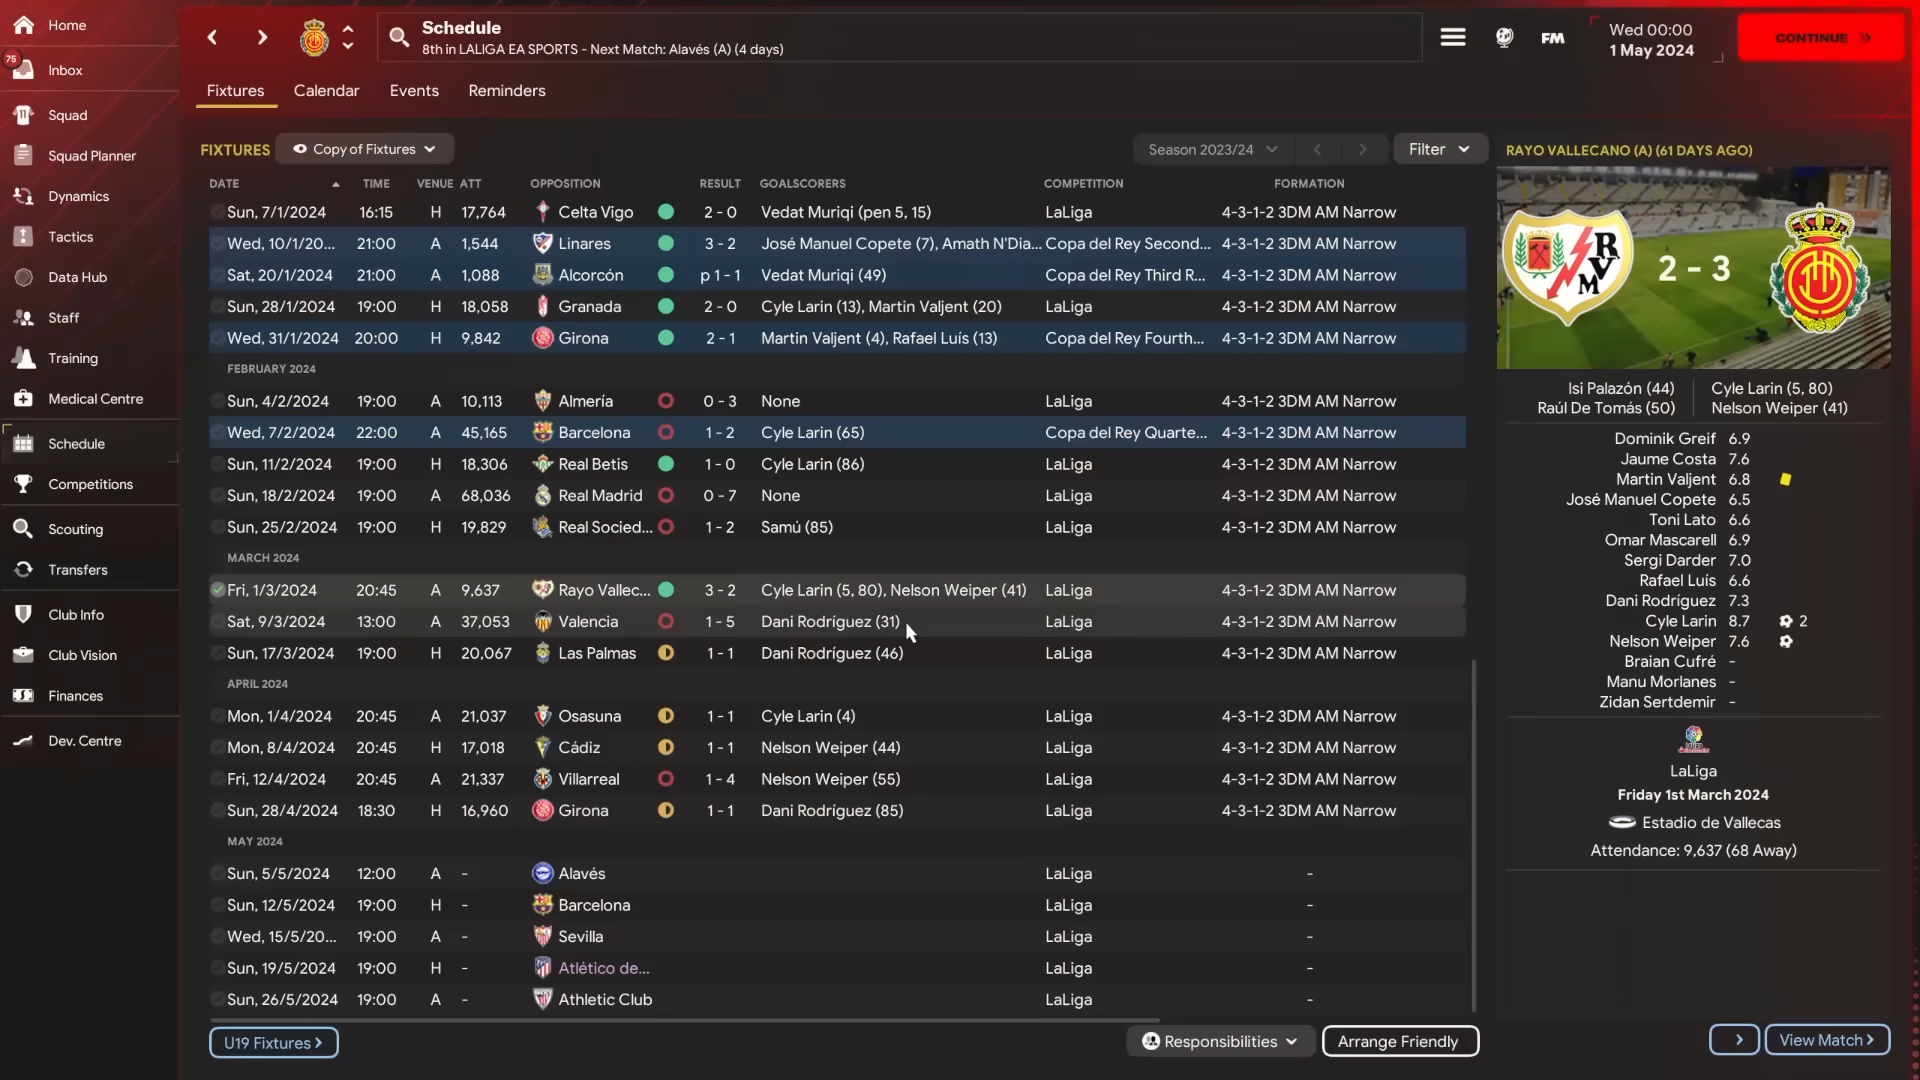 Home
75
Inbox
Squad
Squad Planner
Dynamics
Tactics
Data Hub
Staff
Training
Medical Centre
Schedule
Competitions
Scouting
Transfers
Club Info
Club Vision
Finances
Dev. Centre
Schedule
8th in LALIGA EA SPORTS - Next Match: Alavés (A) (4 days)
FM
Wed 00:00
1 May 2024
CONTINUE
Fixtures Calendar Events Reminders
FIXTURES Copy of Fixtures Season 2023/24 Filter
DATE TIME VENUE ATT OPPOSITION RESULT GOALSCORERS COMPETITION FORMATION
Sun, 7/1/2024 16:15 H 17,764 Celta Vigo 2 - 0 Vedat Muriqi (pen 5, 15) LaLiga 4-3-1-2 3DM AM Narrow
Wed, 10/1/20... 21:00 A 1,544 Linares 3 - 2 José Manuel Copete (7), Amath N'Dia... Copa del Rey Second... 4-3-1-2 3DM AM Narrow
Sat, 20/1/2024 21:00 A 1,088 Alcorcón p 1 - 1 Vedat Muriqi (49) Copa del Rey Third R... 4-3-1-2 3DM AM Narrow
Sun, 28/1/2024 19:00 H 18,058 Granada 2 - 0 Cyle Larin (13), Martin Valjent (20) LaLiga 4-3-1-2 3DM AM Narrow
Wed, 31/1/2024 20:00 H 9,842 Girona 2 - 1 Martin Valjent (4), Rafael Luís (13) Copa del Rey Fourth... 4-3-1-2 3DM AM Narrow
FEBRUARY 2024
Sun, 4/2/2024 19:00 A 10,113 Almería 0 - 3 None LaLiga 4-3-1-2 3DM AM Narrow
Wed, 7/2/2024 22:00 A 45,165 Barcelona 1 - 2 Cyle Larin (65) Copa del Rey Quarte... 4-3-1-2 3DM AM Narrow
Sun, 11/2/2024 19:00 H 18,306 Real Betis 1 - 0 Cyle Larin (86) LaLiga 4-3-1-2 3DM AM Narrow
Sun, 18/2/2024 19:00 A 68,036 Real Madrid 0 - 7 None LaLiga 4-3-1-2 3DM AM Narrow
Sun, 25/2/2024 19:00 H 19,829 Real Socied... 1 - 2 Samú (85) LaLiga 4-3-1-2 3DM AM Narrow
MARCH 2024
Fri, 1/3/2024 20:45 A 9,637 Rayo Vallec... 3 - 2 Cyle Larin (5, 80), Nelson Weiper (41) LaLiga 4-3-1-2 3DM AM Narrow
Sat, 9/3/2024 13:00 A 37,053 Valencia 1 - 5 Dani Rodríguez (31) LaLiga 4-3-1-2 3DM AM Narrow
Sun, 17/3/2024 19:00 H 20,067 Las Palmas 1 - 1 Dani Rodríguez (46) LaLiga 4-3-1-2 3DM AM Narrow
APRIL 2024
Mon, 1/4/2024 20:45 A 21,037 Osasuna 1 - 1 Cyle Larin (4) LaLiga 4-3-1-2 3DM AM Narrow
Mon, 8/4/2024 20:45 H 17,018 Cádiz 1 - 1 Nelson Weiper (44) LaLiga 4-3-1-2 3DM AM Narrow
Fri, 12/4/2024 20:45 A 21,337 Villarreal 1 - 4 Nelson Weiper (55) LaLiga 4-3-1-2 3DM AM Narrow
Sun, 28/4/2024 18:30 H 16,960 Girona 1 - 1 Dani Rodríguez (85) LaLiga 4-3-1-2 3DM AM Narrow
MAY 2024
Sun, 5/5/2024 12:00 A - Alavés LaLiga -
Sun, 12/5/2024 19:00 H - Barcelona LaLiga -
Wed, 15/5/20... 19:00 A - Sevilla LaLiga -
Sun, 19/5/2024 19:00 H - Atlético de... LaLiga -
Sun, 26/5/2024 19:00 A - Athletic Club LaLiga -
U19 Fixtures Responsibilities Arrange Friendly
RAYO VALLECANO (A) (61 DAYS AGO)
2 - 3
Isi Palazón (44) Cyle Larin (5, 80)
Raúl De Tomás (50) Nelson Weiper (41)
Dominik Greif 6.9
Jaume Costa 7.6
Martin Valjent 6.8
José Manuel Copete 6.5
Toni Lato 6.6
Omar Mascarell 6.9
Sergi Darder 7.0
Rafael Luís 6.6
Dani Rodríguez 7.3
Cyle Larin 8.7 2
Nelson Weiper 7.6
Braian Cufré -
Manu Morlanes -
Zidan Sertdemir -
LaLiga
Friday 1st March 2024
Estadio de Vallecas
Attendance: 9,637 (68 Away)
View Match